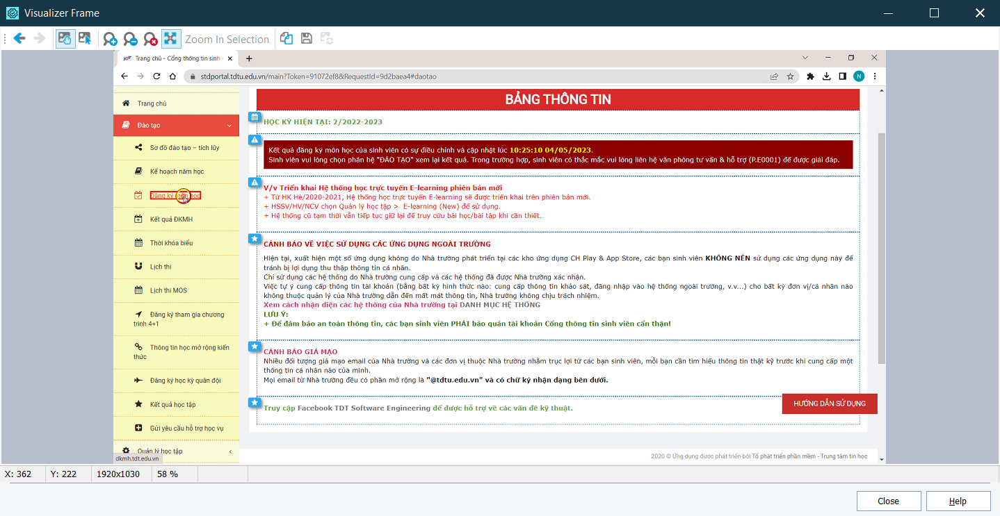 Visualizer Frame
Zoom In Selection
Trang chủ - Cổng thông tin sinh
stdportal.tdtu.edu.vn/main?Token=91072ef8&RequestId=9d2baea4#daotao
N
Trang chủ
Đào tạo
Sơ đồ đào tạo – tích lũy
Kế hoạch năm học
Đăng ký môn học
Kết quả ĐKMH
Thời khóa biểu
Lịch thi
Lịch thi MOS
Đăng ký tham gia chương
trình 4+1
Thông tin học mở rộng kiến
thức
Đăng ký học kỳ quân đội
Kết quả học tập
Gửi yêu cầu hỗ trợ học vụ
Quản lý học tập
dkmh.tdt.edu.vn
BẢNG THÔNG TIN
HỌC KỲ HIỆN TẠI: 2/2022-2023
Kết quả đăng ký môn học của sinh viên có sự điều chỉnh và cập nhật lúc 10:25:10 04/05/2023.
Sinh viên vui lòng chọn phân hệ "ĐÀO TẠO" xem lại kết quả. Trong trường hợp, sinh viên có thắc mắc vui lòng liên hệ văn phòng tư vấn & hỗ trợ (P.E0001) để được giải đáp.
V/v Triển khai Hệ thống học trực tuyến E-learning phiên bản mới
+ Từ HK Hè/2020-2021, Hệ thống học trực tuyến E-learning sẽ được triển khai trên phiên bản mới.
+ HSSV/HV/NCV chọn Quản lý học tập > E-learning (New) để sử dụng.
+ Hệ thống cũ tạm thời vẫn tiếp tục giữ lại để truy cứu bài học/bài tập khi cần thiết.
CẢNH BÁO VỀ VIỆC SỬ DỤNG CÁC ỨNG DỤNG NGOÀI TRƯỜNG
Hiện tại, xuất hiện một số ứng dụng không do Nhà trường phát triển tại các kho ứng dụng CH Play & App Store, các bạn sinh viên KHÔNG NÊN sử dụng các ứng dụng này để
tránh bị lợi dụng thu thập thông tin cá nhân.
Chỉ sử dụng các hệ thống do Nhà trường cung cấp và các hệ thống đã được Nhà trường xác nhận.
Việc tự ý cung cấp thông tin tài khoản (bằng bất kỳ hình thức nào: cung cấp thông tin khảo sát, đăng nhập vào hệ thống ngoài trường, v.v...) cho bất kỳ đơn vị/cá nhân nào
không thuộc quản lý của Nhà trường dẫn đến mất mát thông tin, Nhà trường không chịu trách nhiệm.
Xem cách nhận diện các hệ thống của Nhà trường tại DANH MỤC HỆ THỐNG
LƯU Ý:
+ Để đảm bảo an toàn thông tin, các bạn sinh viên PHẢI bảo quản tài khoản Cổng thông tin sinh viên cẩn thận!
CẢNH BÁO GIẢ MẠO
Nhiều đối tượng giả mạo email của Nhà trường và các đơn vị thuộc Nhà trường nhằm trục lợi từ các bạn sinh viên, mỗi bạn cần tìm hiểu thông tin thật kỹ trước khi cung cấp một
thông tin cá nhân nào của mình.
Mọi email từ Nhà trường đều có phần mở rộng là "@tdtu.edu.vn" và có chữ ký nhận dạng bên dưới.
Truy cập Facebook TDT Software Engineering để được hỗ trợ về các vấn đề kỹ thuật.
HƯỚNG DẪN SỬ DỤNG
2020 © Ứng dụng được phát triển bởi Tổ phát triển phần mềm - Trung tâm tin học
X: 362 Y: 222 1920x1030 58 %
Close Help